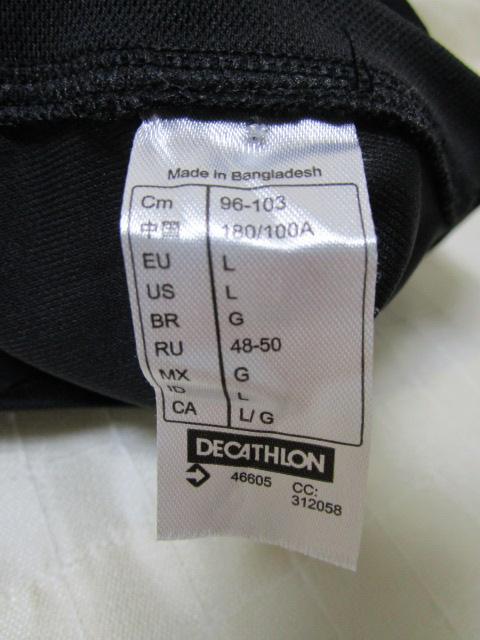 Made in Bangladesh
Cm 96-103
中国 180/100A
EU L
US L
BR G
RU 48-50
MX G
ID L
CA L/ G
DECATHLON
46605 CC:
312058